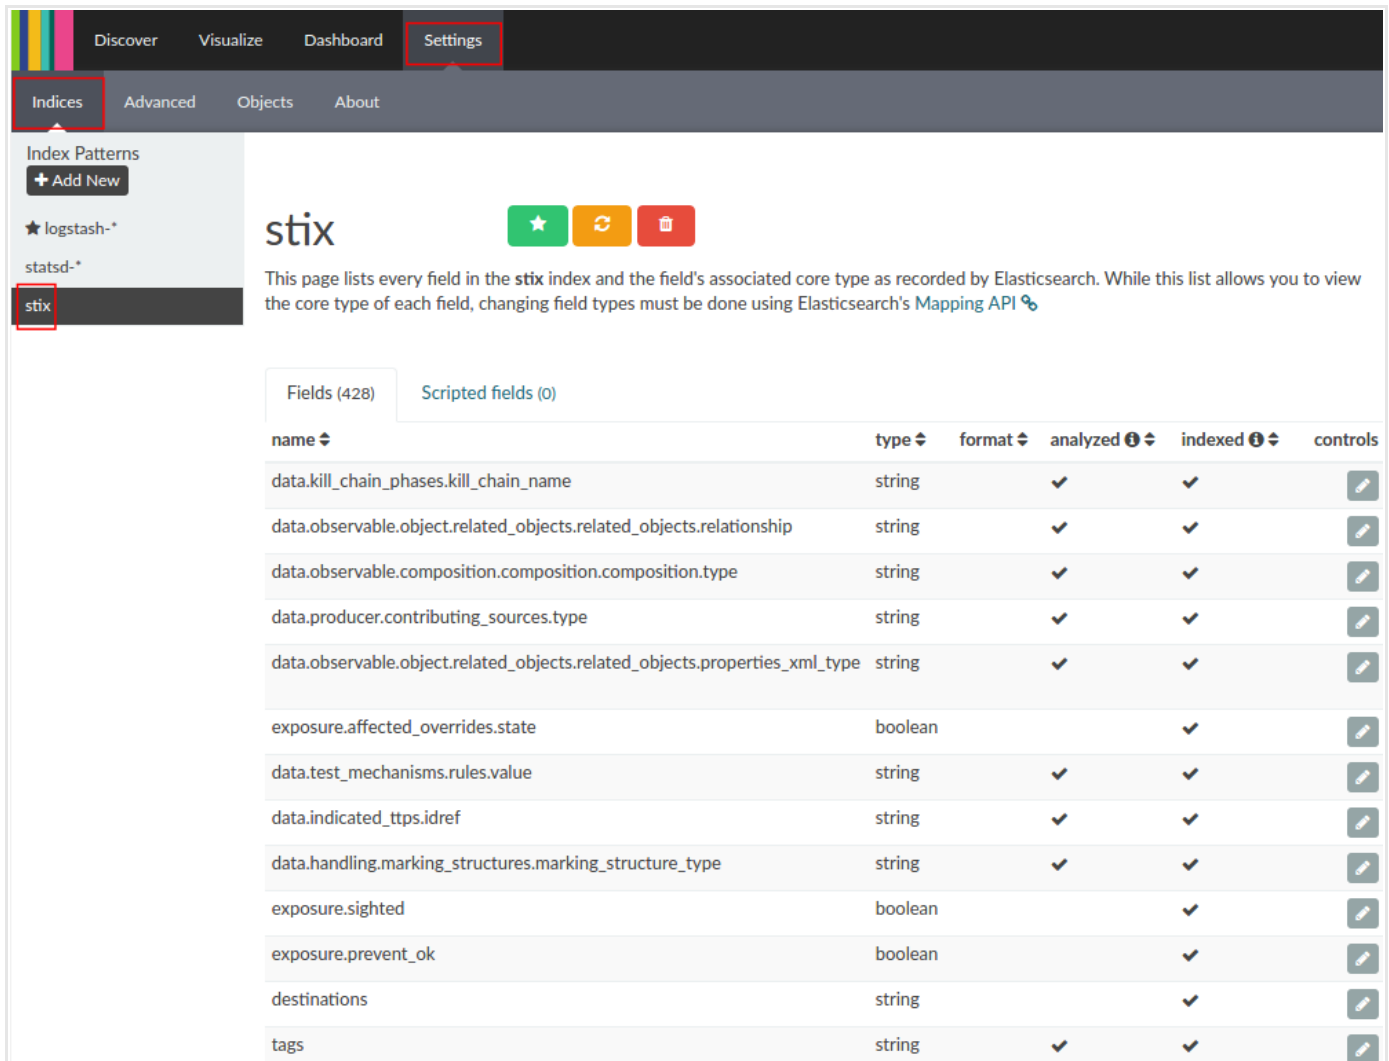 Discover Visualize Dashboard Settings
Indices Advanced Objects About
Index Patterns
Add New
logstash-*
statsd-*
stix
stix
This page lists every field in the stix index and the field's associated core type as recorded by Elasticsearch. While this list allows you to view
the core type of each field, changing field types must be done using Elasticsearch's Mapping API
Fields (428) Scripted fields (0)
name type format analyzed indexed controls
data.kill_chain_phases.kill_chain_name string
data.observable.object.related_objects.related_objects.relationship string
data.observable.composition.composition.composition.type string
data.producer.contributing_sources.type string
data.observable.object.related_objects.related_objects.properties_xml_type string
exposure.affected_overrides.state boolean
data.test_mechanisms.rules.value string
data.indicated_ttps.idref string
data.handling.marking_structures.marking_structure_type string
exposure.sighted boolean
exposure.prevent_ok boolean
destinations string
tags string